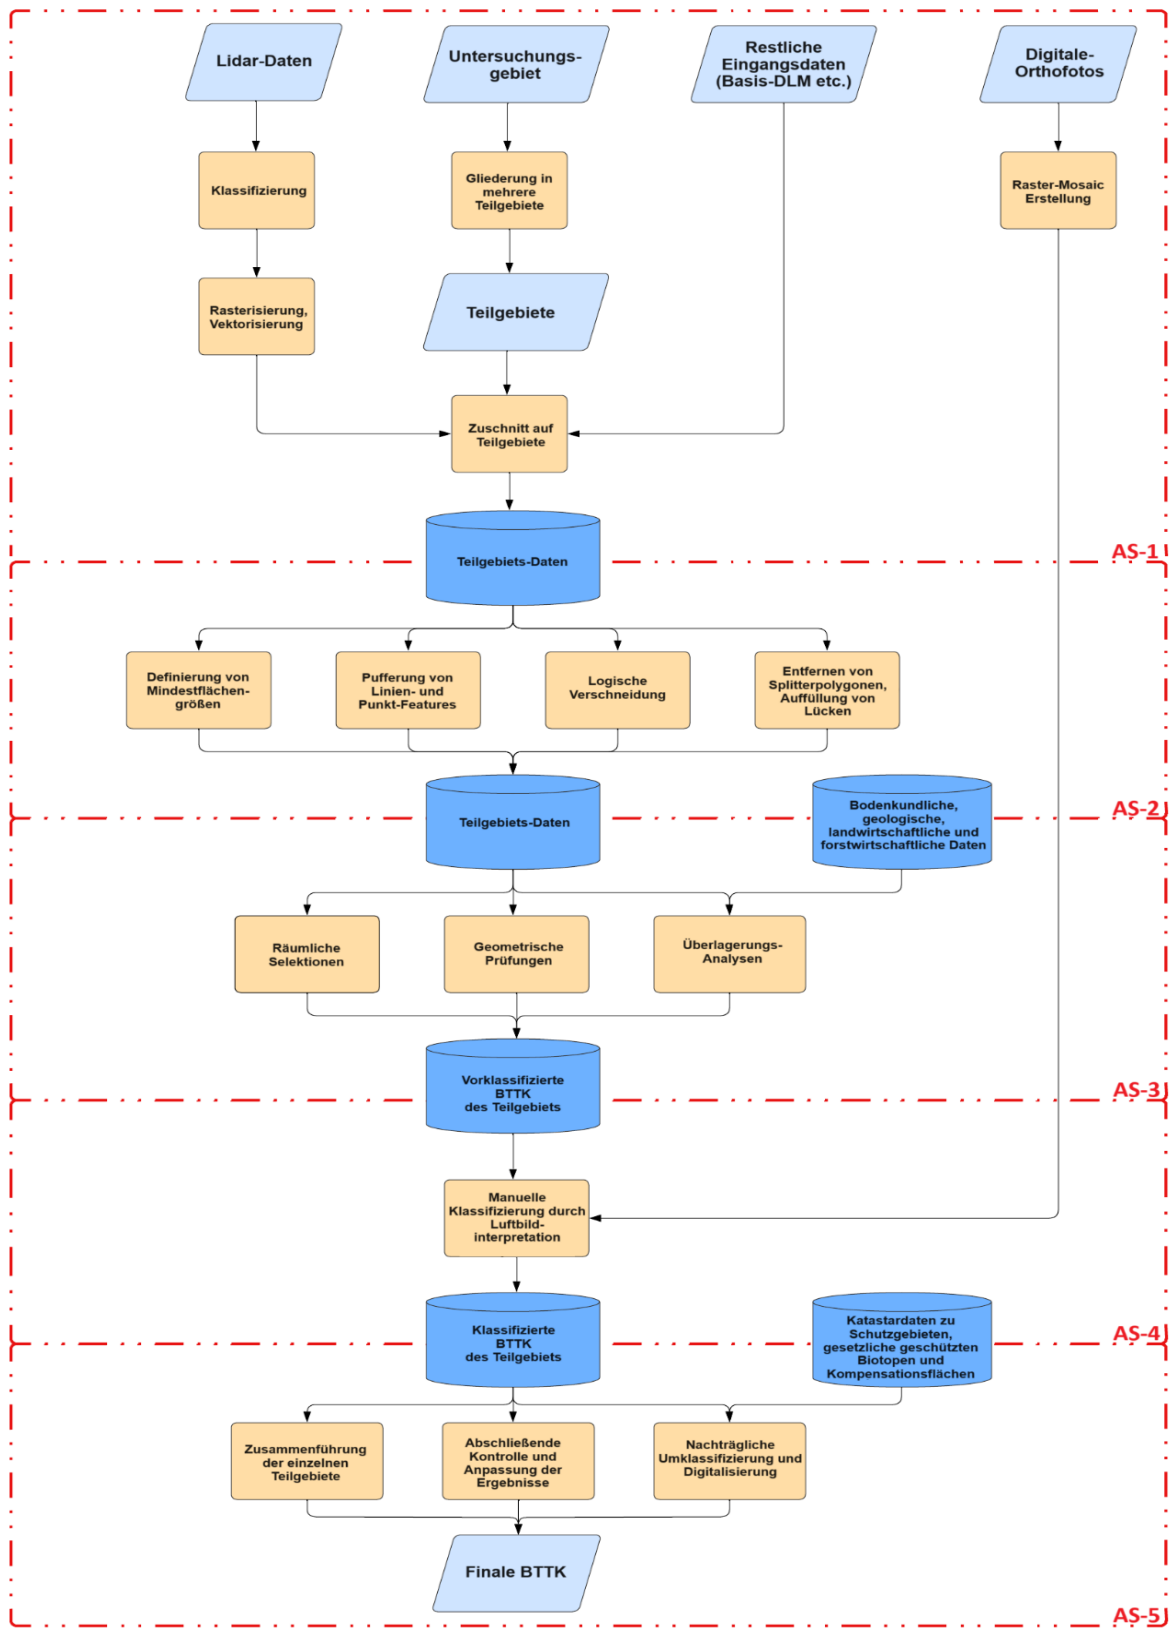 Lidar-Daten
Untersuchungs-
gebiet
Restliche
Eingangsdaten
(Basis-DLM etc.)
Digitale-
Orthofotos
Klassifizierung
Gliederung in
mehrere
Teilgebiete
Raster-Mosaic
Erstellung
Rasterisierung,
Vektorisierung
Teilgebiete
Zuschnitt auf
Teilgebiete
AS-1
Teilgebiets-Daten
Definierung von
Mindestflächen-
größen
Pufferung von
Linien- und
Punkt-Features
Logische
Verschneidung
Entfernen von
Splitterpolygonen,
Auffüllung von
Lücken
AS-2
Teilgebiets-Daten
Bodenkundliche,
geologische,
landwirtschaftliche und
forstwirtschaftliche Daten
Räumliche
Selektionen
Geometrische
Prüfungen
Überlagerungs-
Analysen
AS-3
Vorklassifizierte
BTTK
des Teilgebiets
Manuelle
Klassifizierung durch
Luftbild-
interpretation
AS-4
Klassifizierte
BTTK
des Teilgebiets
Katastardaten zu
Schutzgebieten,
gesetzliche geschützten
Biotopen und
Kompensationsflächen
Zusammenführung
der einzelnen
Teilgebiete
Abschließende
Kontrolle und
Anpassung der
Ergebnisse
Nachträgliche
Umklassifizierung und
Digitalisierung
Finale BTTK
AS-5